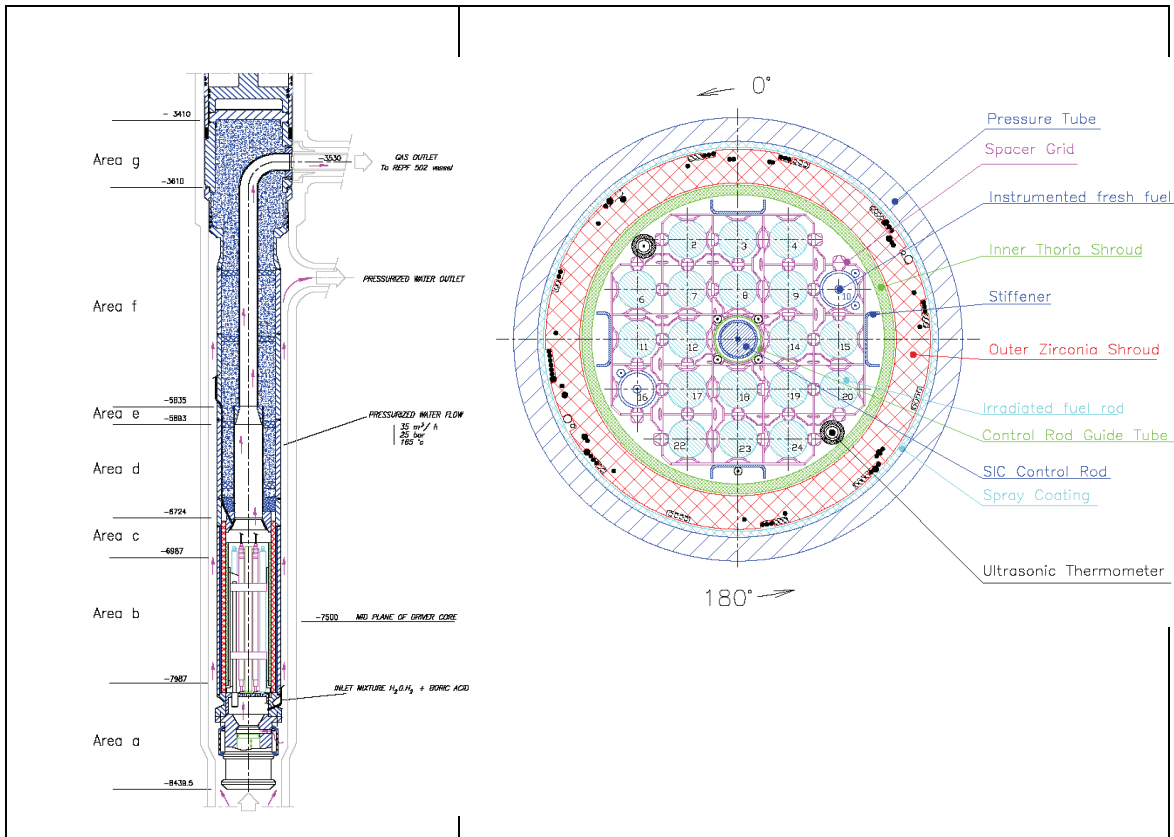 - 3410
Area g
-3530
GAS OUTLET
To REPF 502 vessel
-3610
PRESSURIZED WATER OUTLET
Area f
-5835
Area e
-5893
PRESSURIZED WATER FLOW
35 m³/ h
25 bar
165 °c
Area d
-6724
Area c
-6987
Area b
-7500 MID PLANE OF DRIVER CORE
-7987
INLET MIXTURE H₂O.H₂ + BORIC ACID
Area a
-8439.5
0°
Pressure Tube
Spacer Grid
Instrumented fresh fuel
Inner Thoria Shroud
Stiffener
Outer Zirconia Shroud
Irradiated fuel rod
Control Rod Guide Tube
SIC Control Rod
Spray Coating
Ultrasonic Thermometer
2 3 4
6 7 8 9 10
11 12 14 15
16 17 18 19 20
22 23 24
180°